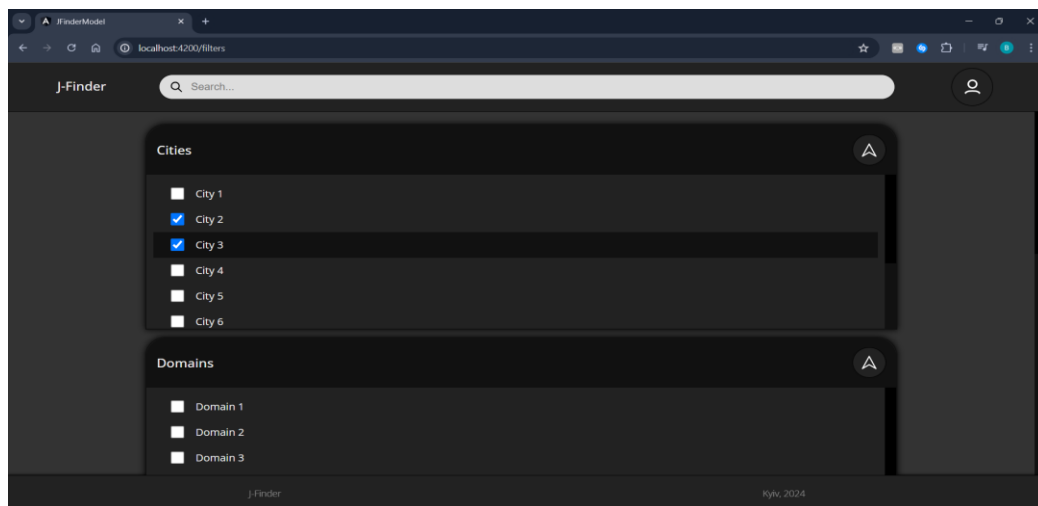 JFinderModel
localhost:4200/filters
J-Finder
Search...
Cities
City 1
City 2
City 3
City 4
City 5
City 6
Domains
Domain 1
Domain 2
Domain 3
J-Finder Kyiv, 2024